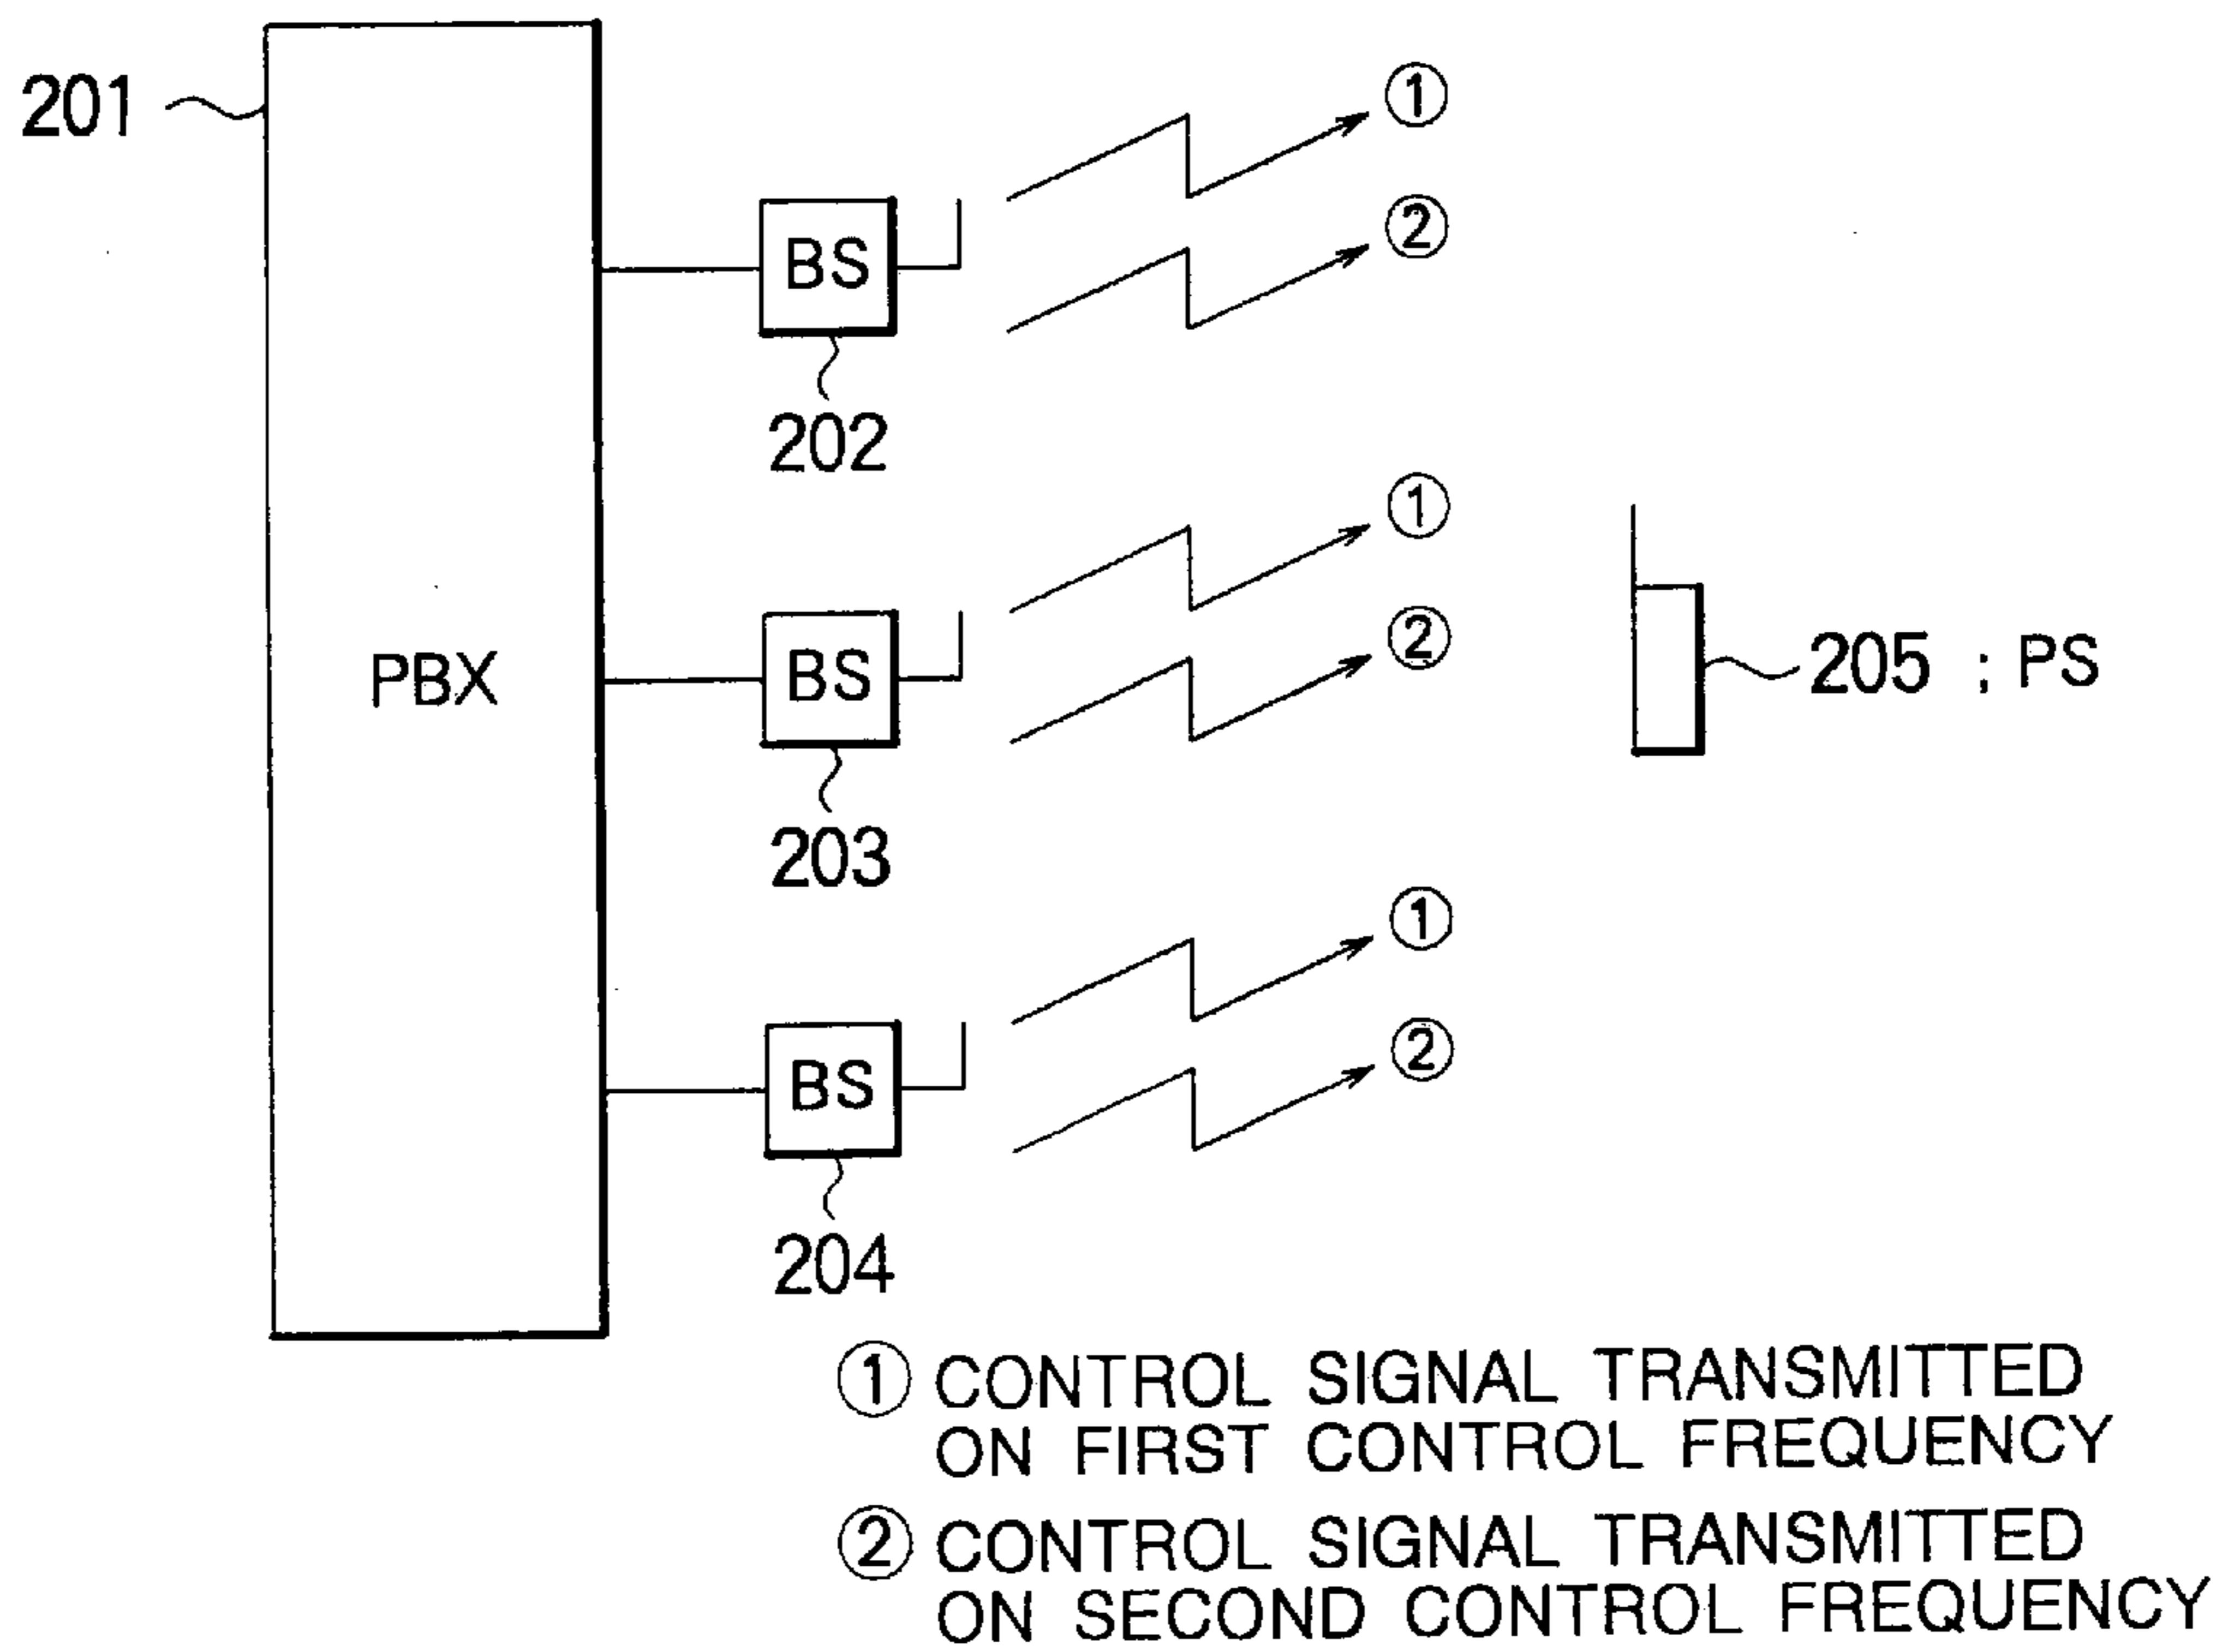 201
①
BS
②
202
①
PBX
BS
②
205 ; PS
203
①
BS
②
204
① CONTROL SIGNAL TRANSMITTED
ON FIRST CONTROL FREQUENCY
② CONTROL SIGNAL TRANSMITTED
ON SECOND CONTROL FREQUENCY